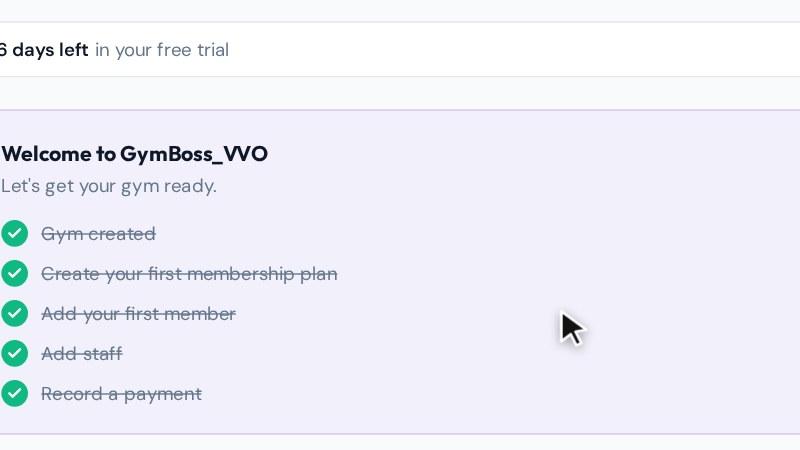 6 days left in your free trial
Welcome to GymBoss_VVO
Let's get your gym ready.
Gym created
Create your first membership plan
Add your first member
Add staff
Record a payment